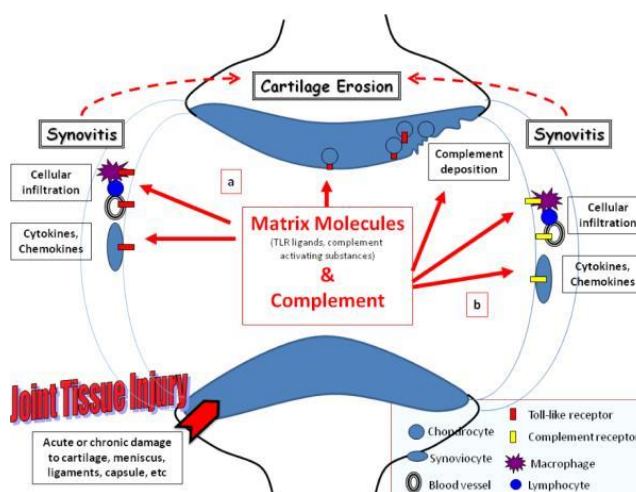 Cartilage Erosion
Synovitis
Synovitis
Cellular
infiltration
a
Complement
deposition
Cellular
infiltration
Matrix Molecules
(TLR ligands, complement
activating substances)
&
Complement
Cytokines,
Chemokines
Cytokines,
Chemokines
b
Joint Tissue Injury
Acute or chronic damage
to cartilage, meniscus,
ligaments, capsule, etc
Chondrocyte
Synoviocyte
Blood vessel
Toll-like receptor
Complement receptor
Macrophage
Lymphocyte